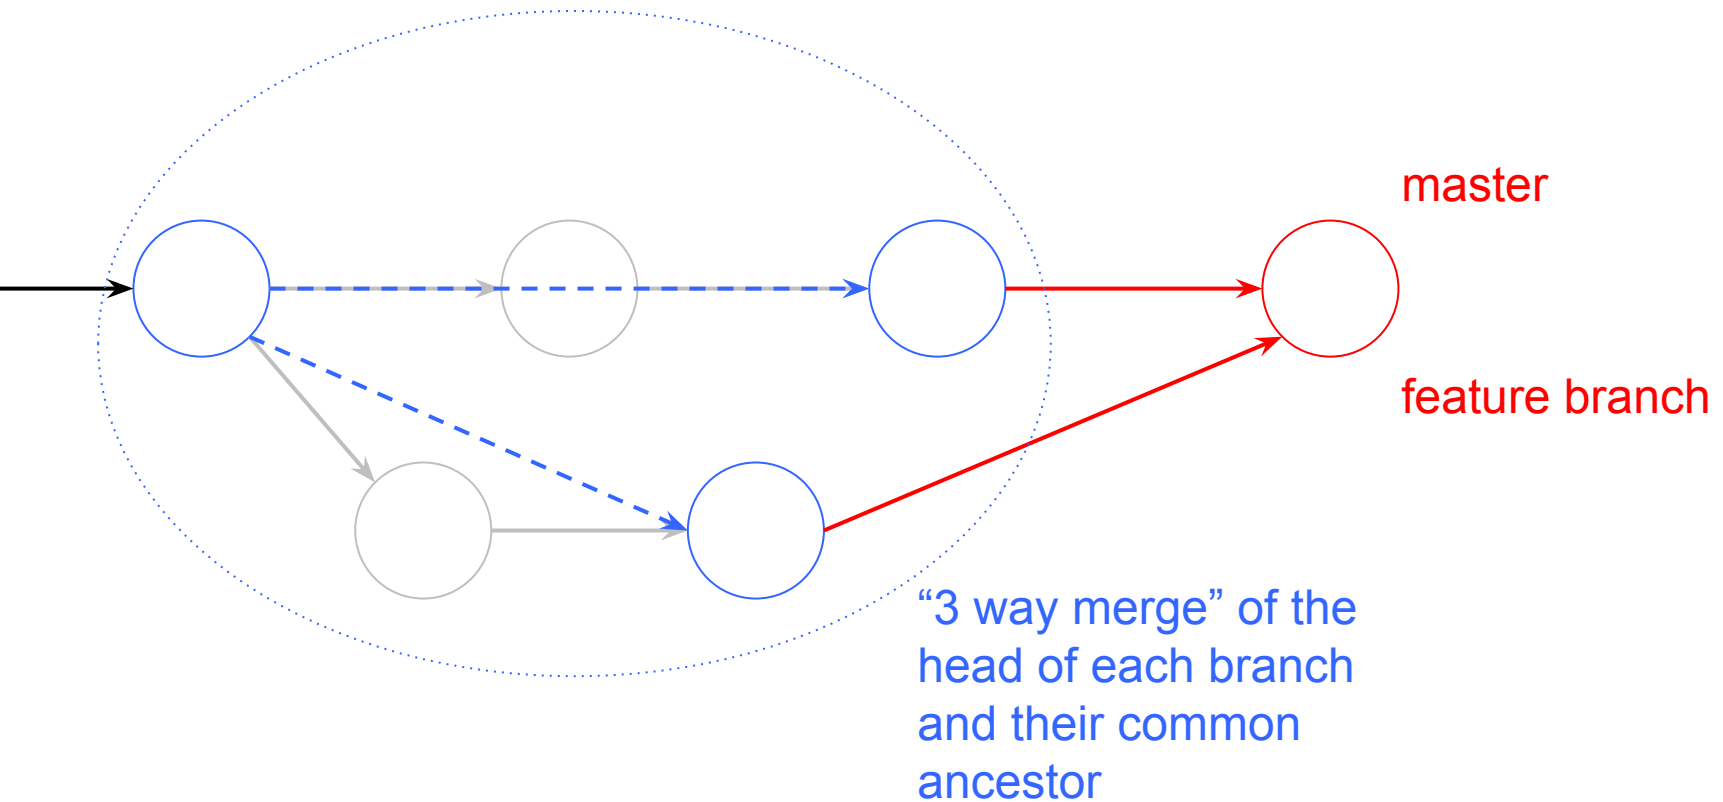 master
feature branch
“3 way merge” of the
head of each branch
and their common
ancestor